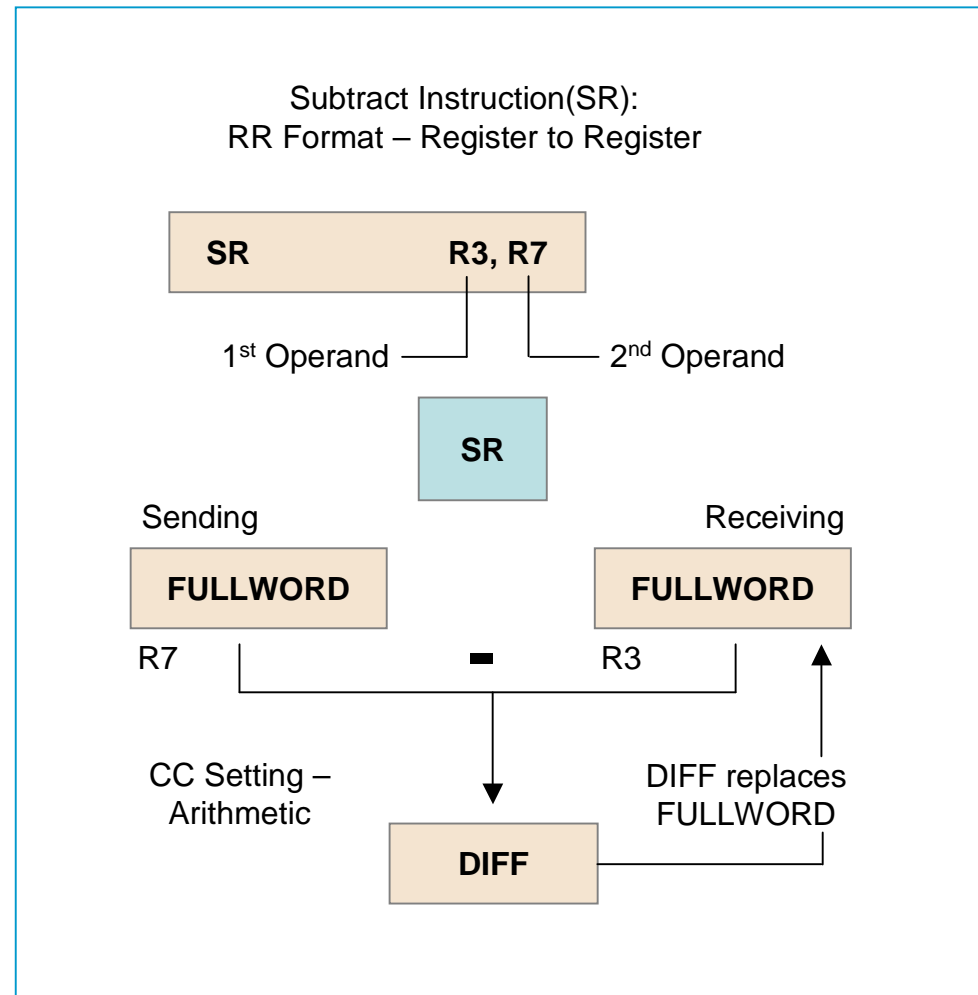 Subtract Instruction(SR):
RR Format – Register to Register
SR R3, R7
1st Operand 2nd Operand
SR
Sending Receiving
FULLWORD FULLWORD
R7 - R3
CC Setting –
Arithmetic
DIFF replaces
FULLWORD
DIFF